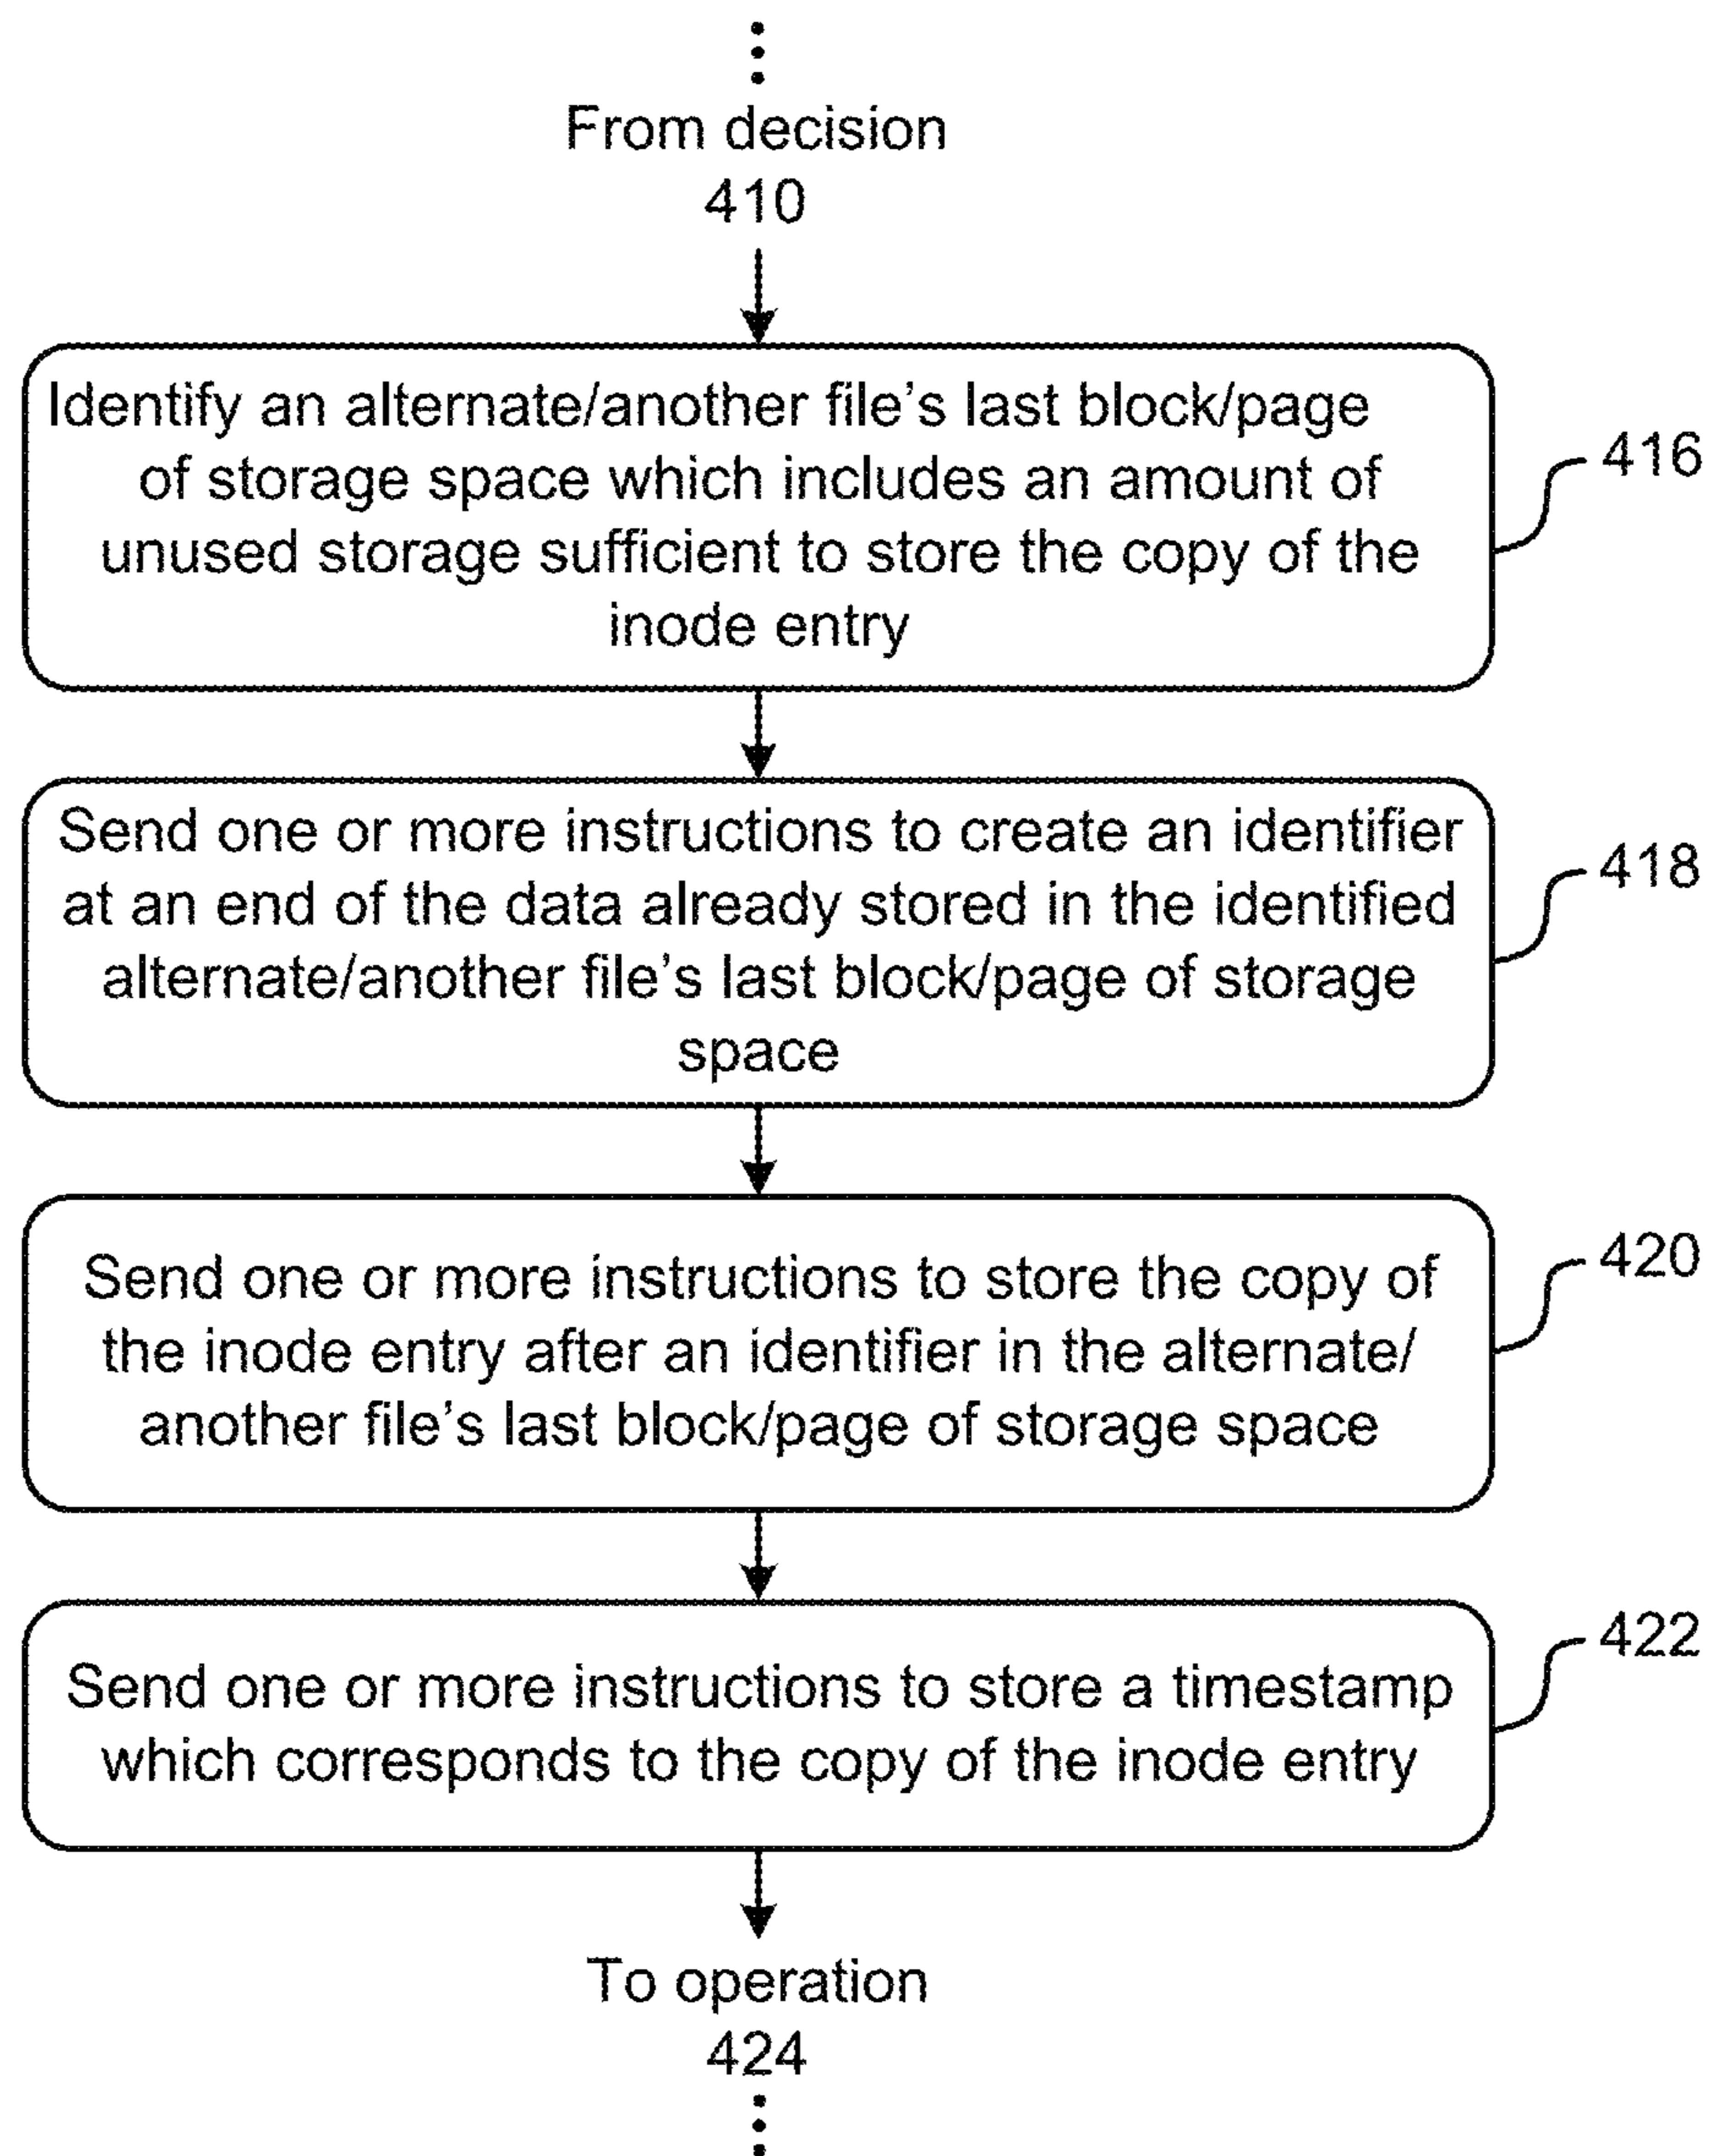 From decision
410
Identify an alternate/another file’s last block/page
of storage space which includes an amount of
unused storage sufficient to store the copy of the
inode entry
416
Send one or more instructions to create an identifier
at an end of the data already stored in the identified
alternate/another file’s last block/page of storage
space
418
Send one or more instructions to store the copy of
the inode entry after an identifier in the alternate/
another file’s last block/page of storage space
420
Send one or more instructions to store a timestamp
which corresponds to the copy of the inode entry
422
To operation
424